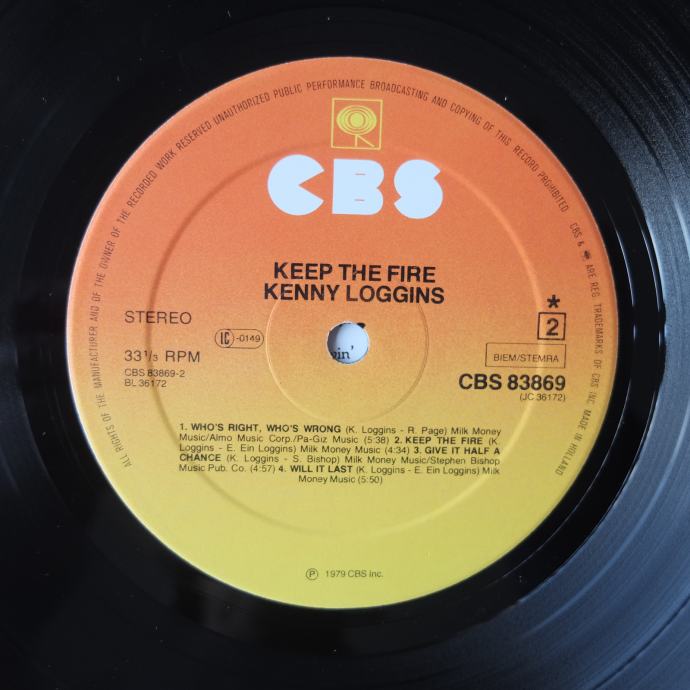 ALL RIGHTS OF THE MANUFACTURER AND OF THE OWNER OF THE RECORDED WORK RESERVED UNAUTHORIZED PUBLIC PERFORMANCE BROADCASTING AND COPYING OF THIS RECORD PROHIBITED
CBS & ARE REG. TRADEMARKS OF CBS INC. MADE IN HOLLAND
CBS
KEEP THE FIRE
KENNY LOGGINS
STEREO
LC -0149
*
2
33 1/3 RPM
BIEM/STEMRA
CBS 83869-2
CBS 83869
BL 36172
(JC 36172)
in'
1. WHO'S RIGHT, WHO'S WRONG (K. Loggins - R. Page) Milk Money
Music/Almo Music Corp./Pa-Giz Music (5:38) 2. KEEP THE FIRE (K.
Loggins - E. Ein Loggins) Milk Money Music (4:34) 3. GIVE IT HALF A
CHANCE (K. Loggins - S. Bishop) Milk Money Music/Stephen Bishop
Music Pub. Co. (4:57) 4. WILL IT LAST (K. Loggins - E. Ein Loggins) Milk
Money Music (5:50)
℗ 1979 CBS Inc.